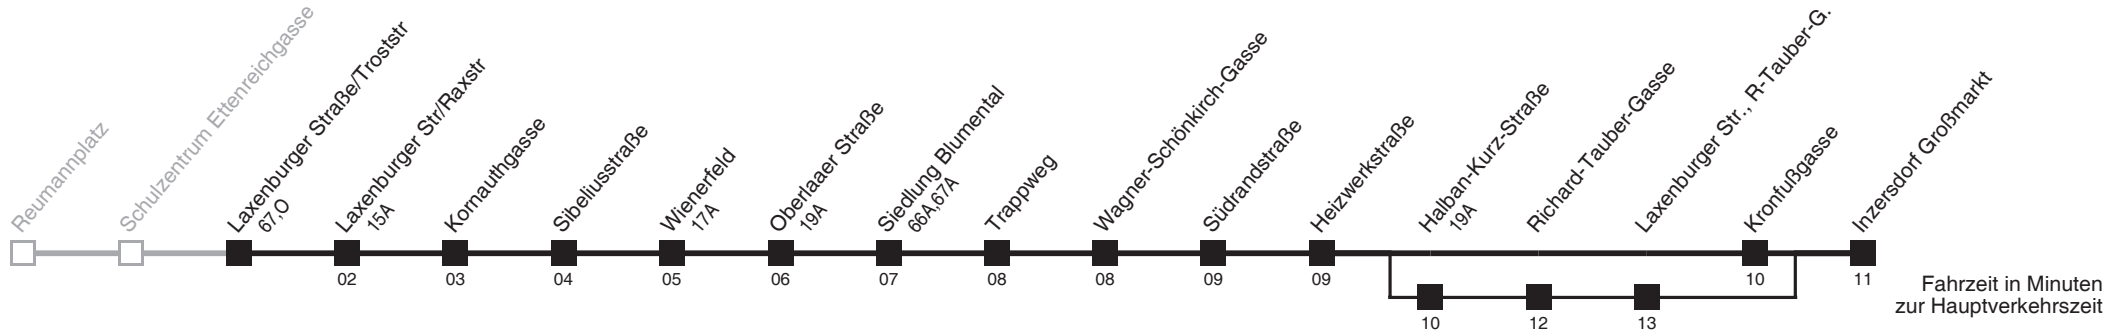 Reumannplatz
Schulzentrum Ettenreichgasse
Laxenburger Straße/Troststr
67,O
Laxenburger Str/Raxstr
15A
Kornauthgasse
Sibeliusstraße
Wienerfeld
17A
Oberlaaer Straße
19A
Siedlung Blumental
66A,67A
Trappweg
Wagner-Schönkirch-Gasse
Südrandstraße
Heizwerkstraße
Halban-Kurz-Straße
19A
Richard-Tauber-Gasse
Laxenburger Str., R-Tauber-G.
Kronfußgasse
Inzersdorf Großmarkt
02 03 04 05 06 07 08 08 09 09 10 11
10 12 13
Fahrzeit in Minuten
zur Hauptverkehrszeit